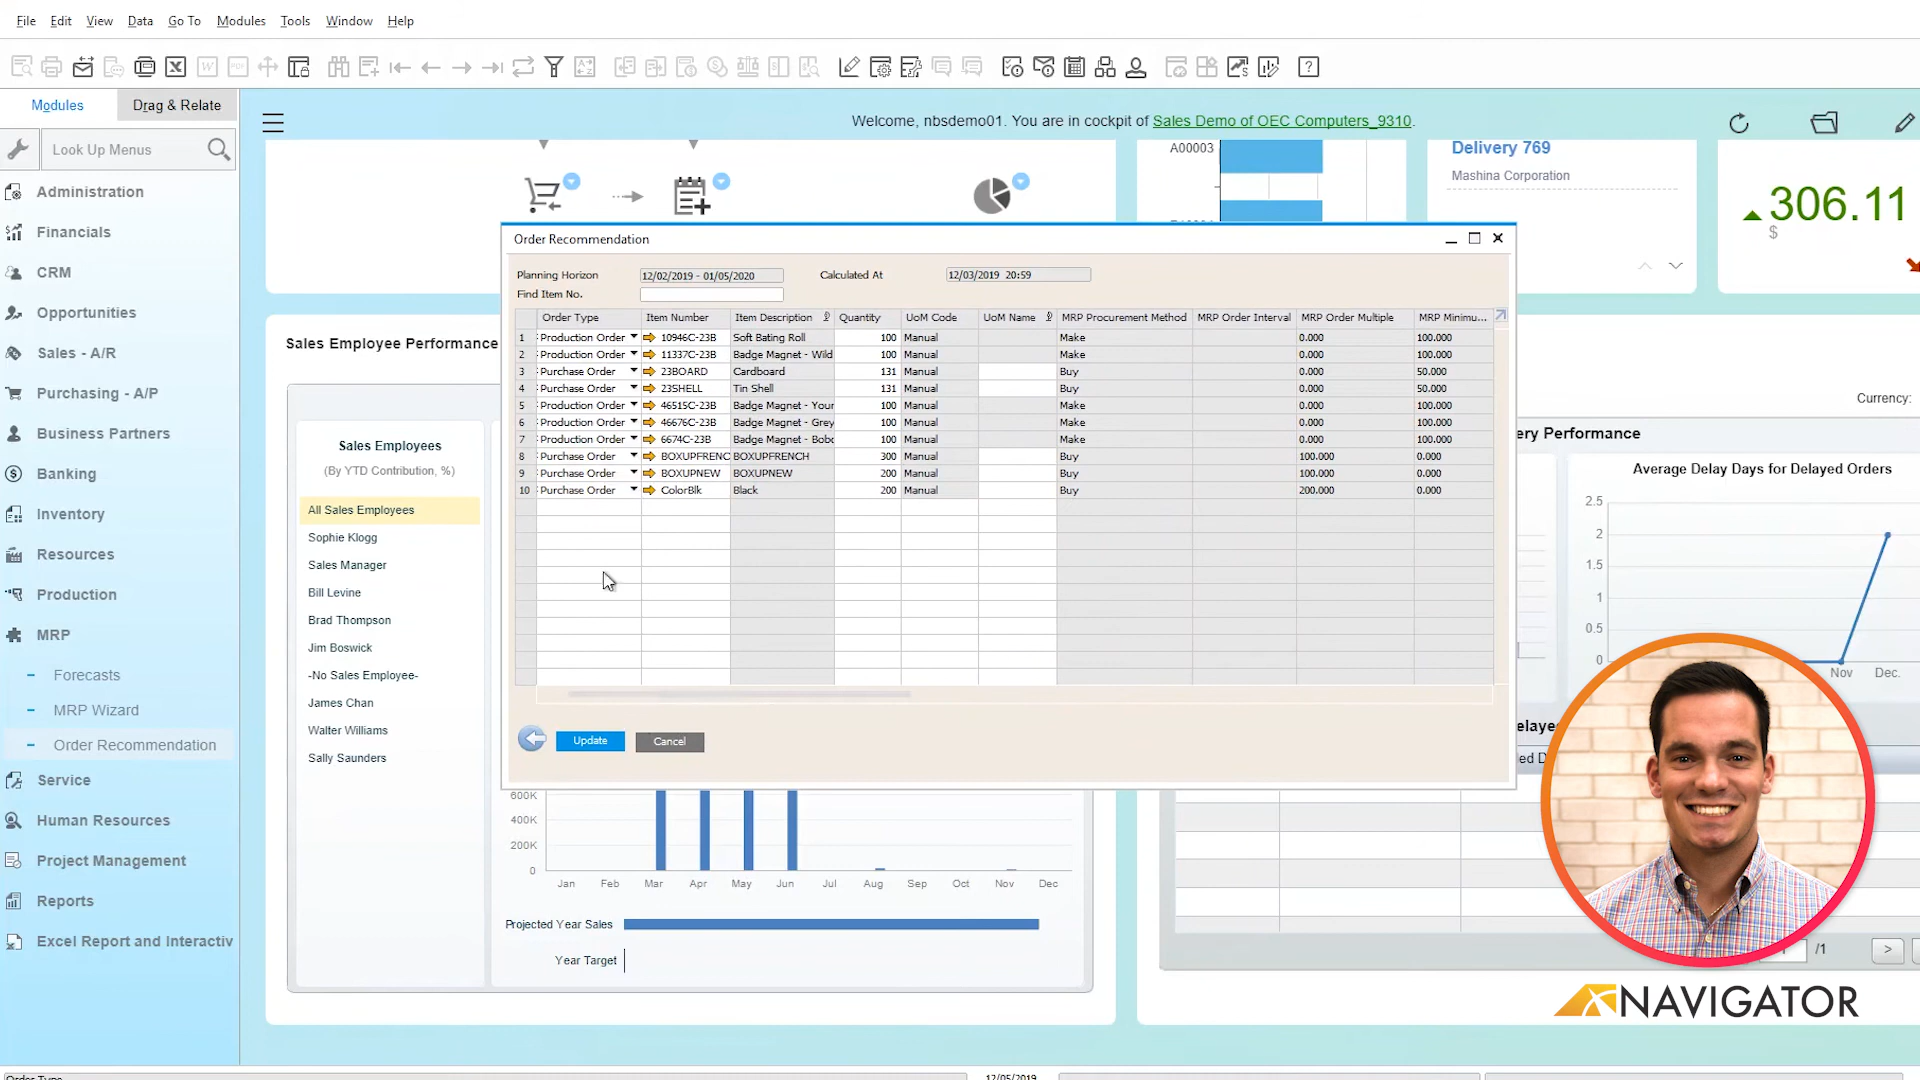 File Edit View Data Go To Modules Tools Window Help
Modules Drag & Relate
Look Up Menus
Administration
Financials
CRM
Opportunities
Sales - A/R
Purchasing - A/P
Business Partners
Banking
Inventory
Resources
Production
MRP
Forecasts
MRP Wizard
Order Recommendation
Service
Human Resources
Project Management
Reports
Excel Report and Interactiv
Welcome, nbsdemo01. You are in cockpit of Sales Demo of OEC Computers_9310.
A00003
Delivery 769
Mashina Corporation
306.11
$
Order Recommendation
Planning Horizon 12/02/2019 - 01/05/2020 Calculated At 12/03/2019 20:59
Find Item No.
Order Type Item Number Item Description Quantity UoM Code UoM Name MRP Procurement Method MRP Order Interval MRP Order Multiple MRP Minimu...
1 Production Order 10946C-23B Soft Bating Roll 100 Manual Make 0.000 100.000
2 Production Order 11337C-23B Badge Magnet - Wild 100 Manual Make 0.000 100.000
3 Purchase Order 23BOARD Cardboard 131 Manual Buy 0.000 50.000
4 Purchase Order 23SHELL Tin Shell 131 Manual Buy 0.000 50.000
5 Production Order 46515C-23B Badge Magnet - Your 100 Manual Make 0.000 100.000
6 Production Order 46676C-23B Badge Magnet - Grey 100 Manual Make 0.000 100.000
7 Production Order 6674C-23B Badge Magnet - Bobc 100 Manual Make 0.000 100.000
8 Purchase Order BOXUPFRENC BOXUPFRENCH 300 Manual Buy 100.000 0.000
9 Purchase Order BOXUPNEW BOXUPNEW 200 Manual Buy 100.000 0.000
10 Purchase Order ColorBlk Black 200 Manual Buy 200.000 0.000
Update Cancel
Sales Employee Performance
Sales Employees
(By YTD Contribution, %)
All Sales Employees
Sophie Klogg
Sales Manager
Bill Levine
Brad Thompson
Jim Boswick
-No Sales Employee-
James Chan
Walter Williams
Sally Saunders
600K
400K
200K
0
Jan Feb Mar Apr May Jun Jul Aug Sep Oct Nov Dec
Projected Year Sales
Year Target
Currency:
ery Performance
Average Delay Days for Delayed Orders
2.5
2
1.5
1
0.5
0
Nov Dec.
elaye
ed D
/1 >
NAVIGATOR
Order Type 12/05/2019